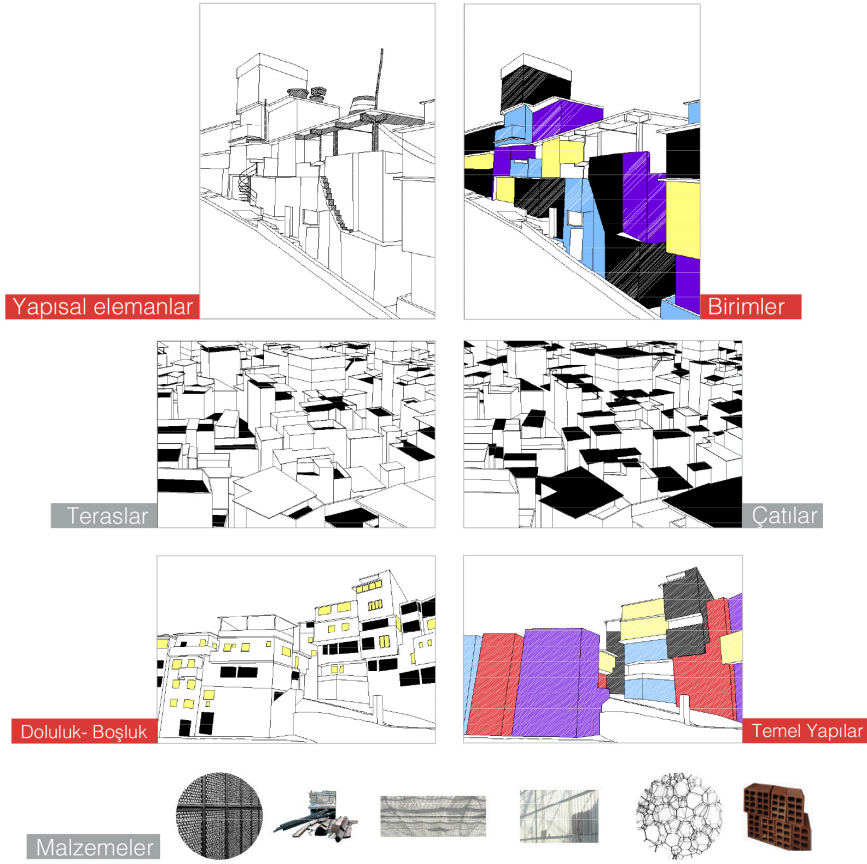 Yapısal elemanlar
Birimler
Teraslar
Çatılar
Doluluk- Boşluk
Temel Yapılar
Malzemeler